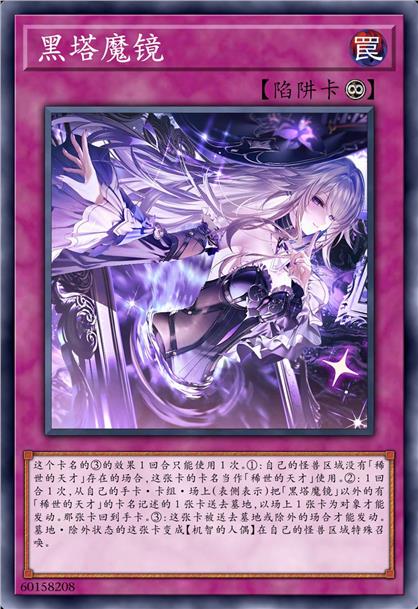 黑塔魔镜
罠
【陷阱卡♾】
这个卡名的③的效果1回合只能使用1次。①:自己的怪兽区域没有「稀
世的天才」存在的场合,这张卡的卡名当作「稀世的天才」使用。②:1回
合1次,从自己的手卡・卡组・场上(表侧表示)把「黑塔魔镜」以外的有
「稀世的天才」的卡名记述的1张卡送去墓地,以场上1张卡为对象才能
发动。那张卡回到手卡。③:这张卡被送去墓地或除外的场合才能发动。
墓地・除外状态的这张卡变成【机智的人偶】在自己的怪兽区域特殊召
唤。
60158208